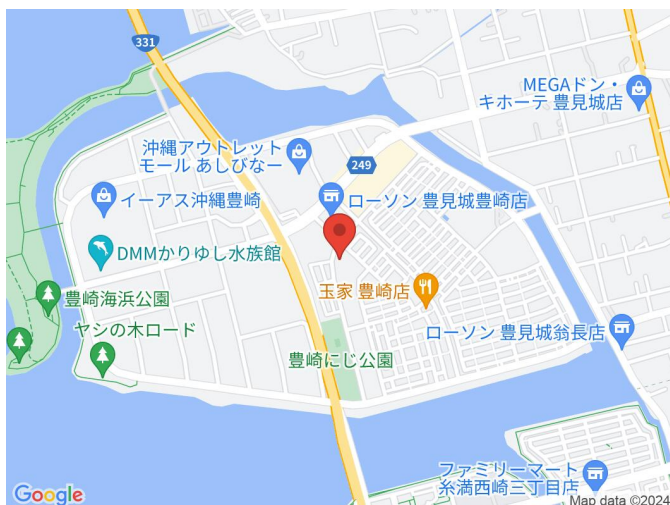 331
MEGAドン・
キホーテ 豊見城店
沖縄アウトレット
モール あしびなー
249
イーアス沖縄豊崎
ローソン 豊見城豊崎店
DMMかりゆし水族館
玉家 豊崎店
豊崎海浜公園
ヤシの木ロード
ローソン 豊見城翁長店
豊崎にじ公園
ファミリーマート
糸満西崎三丁目店
Google
Map data ©2024